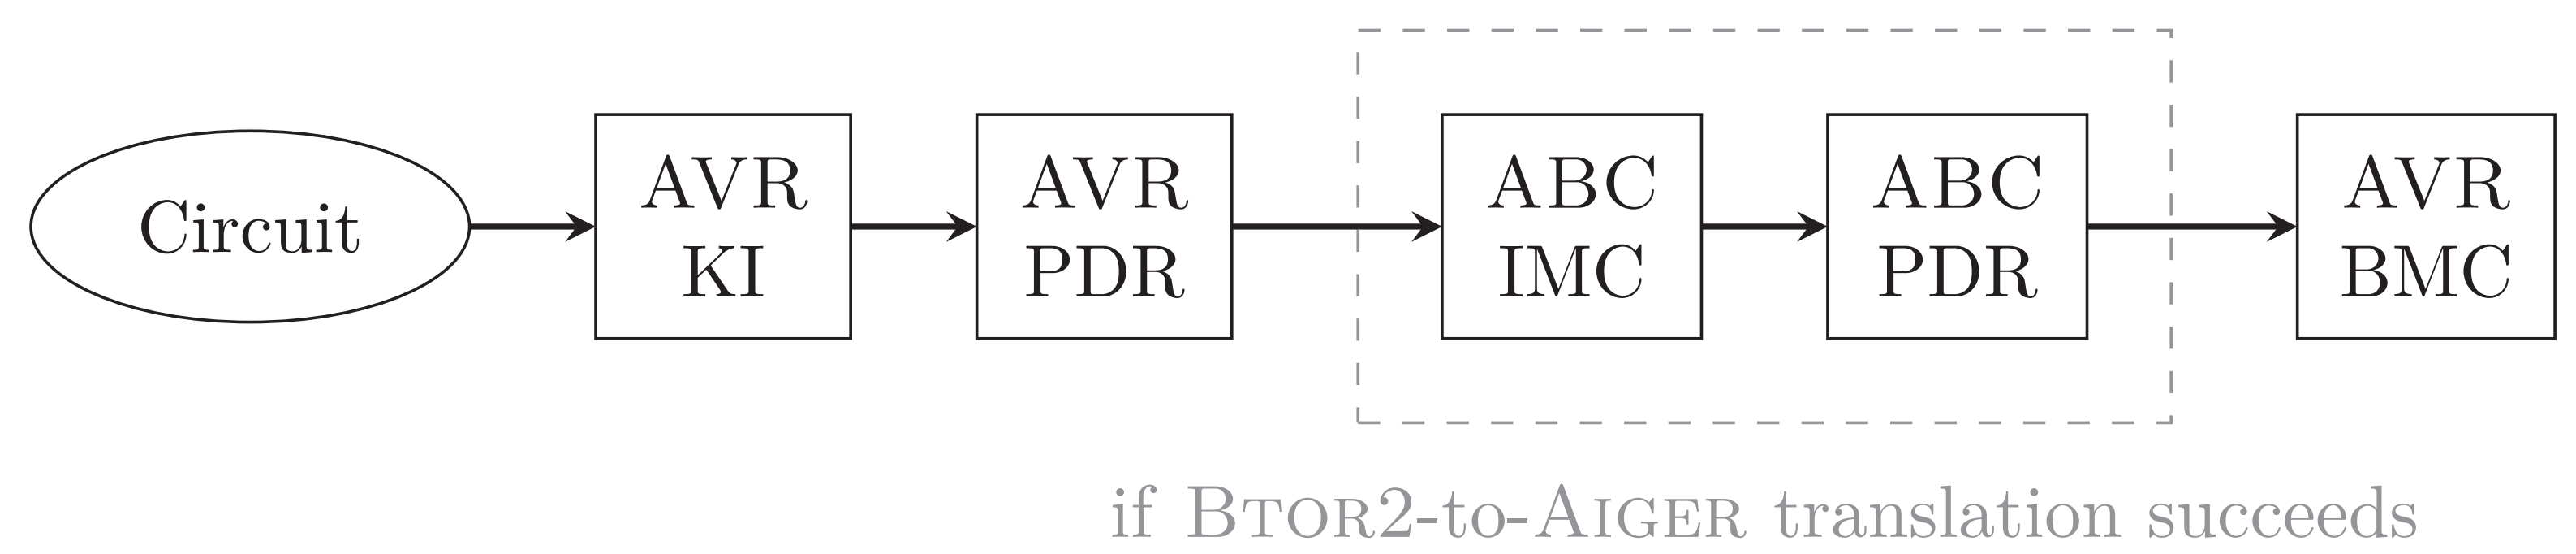 Circuit
AVR
KI
AVR
PDR
ABC
IMC
ABC
PDR
AVR
BMC
if BTOR2-to-AIGER translation succeeds